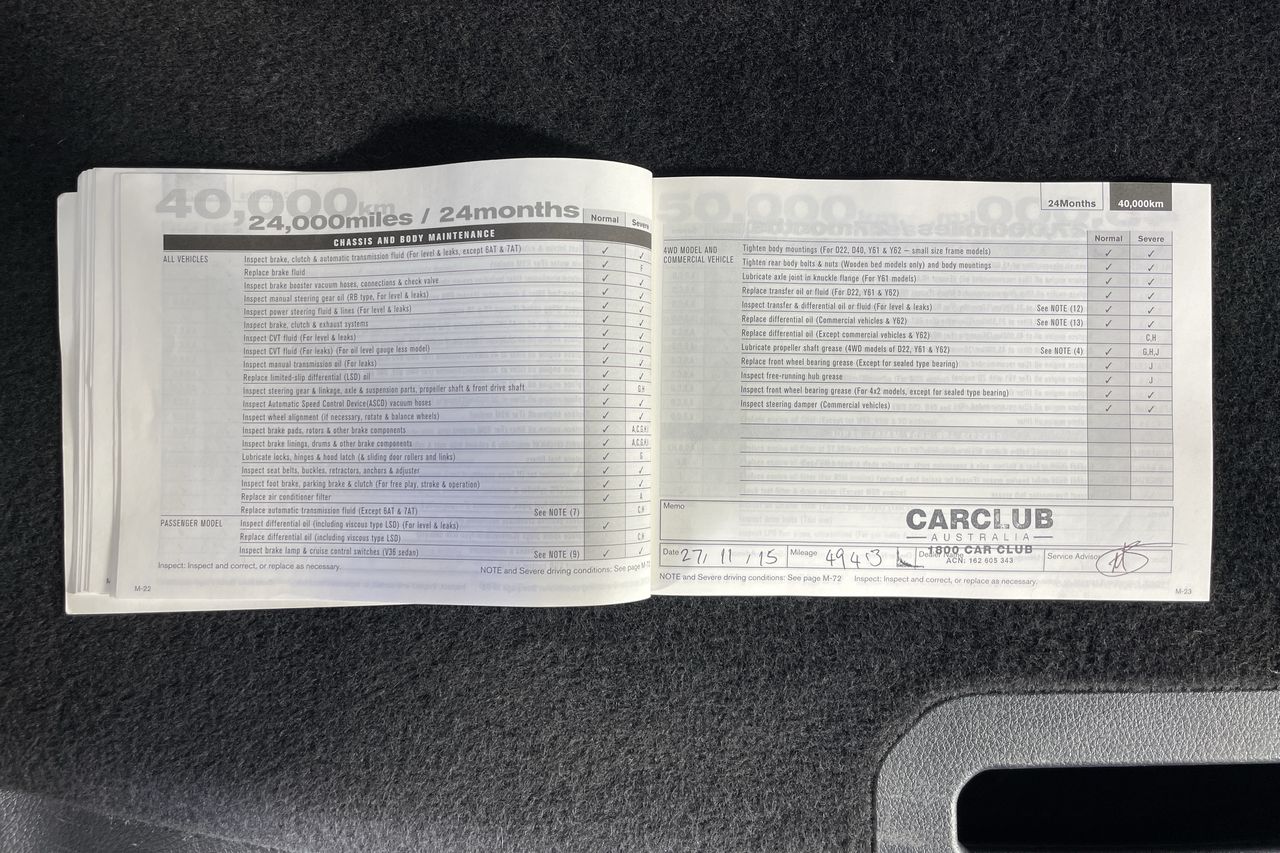 40,000km
24,000miles / 24months
Normal Severe
CHASSIS AND BODY MAINTENANCE
ALL VEHICLES
Inspect brake, clutch & automatic transmission fluid (For level & leaks, except 6AT & 7AT) ✓ ✓
Replace brake fluid ✓ F
Inspect brake booster vacuum hoses, connections & check valve ✓ ✓
Inspect manual steering gear oil (RB type, For level & leaks) ✓ ✓
Inspect power steering fluid & lines (For level & leaks) ✓ ✓
Inspect brake, clutch & exhaust systems ✓ ✓
Inspect CVT fluid (For level & leaks) ✓ ✓
Inspect CVT fluid (For leaks) (For oil level gauge less model) ✓ ✓
Inspect manual transmission oil (For leaks) ✓ ✓
Replace limited-slip differential (LSD) oil ✓ ✓
Inspect steering gear & linkage, axle & suspension parts, propeller shaft & front drive shaft ✓ G,H
Inspect Automatic Speed Control Device(ASCD) vacuum hoses ✓ ✓
Inspect wheel alignment (if necessary, rotate & balance wheels) ✓ ✓
Inspect brake pads, rotors & other brake components ✓ A,C,G,H,I
Inspect brake linings, drums & other brake components ✓ A,C,G,H,I
Lubricate locks, hinges & hood latch (& sliding door rollers and links) ✓ G
Inspect seat belts, buckles, retractors, anchors & adjuster ✓ ✓
Inspect foot brake, parking brake & clutch (For free play, stroke & operation) ✓ ✓
Replace air conditioner filter ✓ A
Replace automatic transmission fluid (Except 6AT & 7AT) See NOTE (7) C,H
PASSENGER MODEL
Inspect differential oil (including viscous type LSD) (For level & leaks) ✓
Replace differential oil (including viscous type LSD) C,H
Inspect brake lamp & cruise control switches (V36 sedan) See NOTE (9) ✓ ✓
Inspect: Inspect and correct, or replace as necessary. NOTE and Severe driving conditions: See page M-72
M-22
24Months 40,000km
Normal Severe
4WD MODEL AND
COMMERCIAL VEHICLE
Tighten body mountings (For D22, D40, Y61 & Y62 – small size frame models) ✓ ✓
Tighten rear body bolts & nuts (Wooden bed models only) and body mountings ✓ ✓
Lubricate axle joint in knuckle flange (For Y61 models) ✓ ✓
Replace transfer oil or fluid (For D22, Y61 & Y62) ✓ ✓
Inspect transfer & differential oil or fluid (For level & leaks) See NOTE (12) ✓ ✓
Replace differential oil (Commercial vehicles & Y62) See NOTE (13) ✓ ✓
Replace differential oil (Except commercial vehicles & Y62) C,H
Lubricate propeller shaft grease (4WD models of D22, Y61 & Y62) See NOTE (4) ✓ G,H,J
Replace front wheel bearing grease (Except for sealed type bearing) ✓ J
Inspect free-running hub grease ✓ J
Inspect front wheel bearing grease (For 4x2 models, except for sealed type bearing) ✓ ✓
Inspect steering damper (Commercial vehicles) ✓ ✓
Memo
CARCLUB
AUSTRALIA
1800 CAR CLUB
ACN: 162 605 343
Date 27/11/15 Mileage Service Advisor
NOTE and Severe driving conditions: See page M-72 Inspect: Inspect and correct, or replace as necessary.
M-23